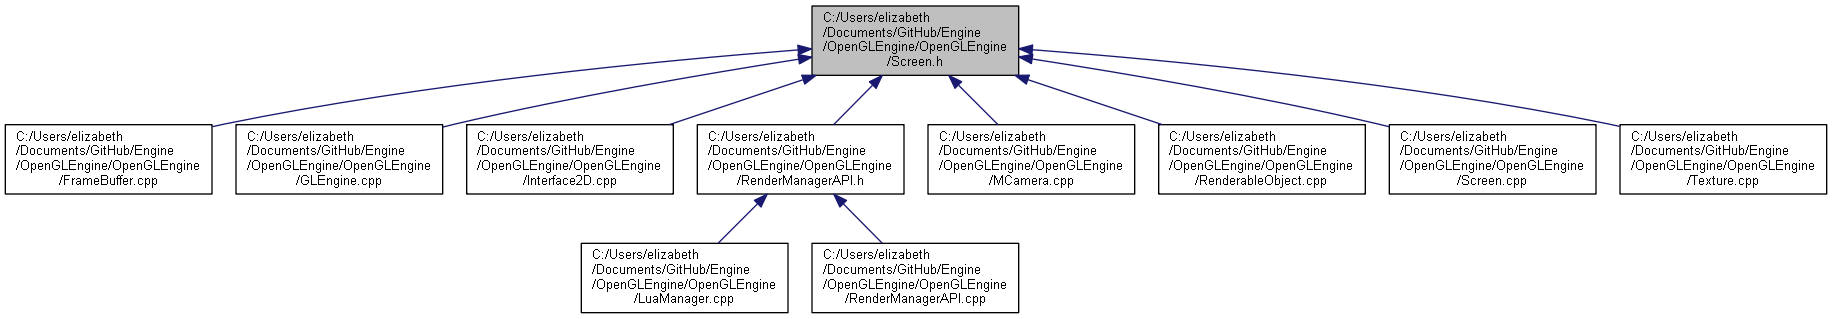 C:/Users/elizabeth
/Documents/GitHub/Engine
/OpenGLEngine/OpenGLEngine
/Screen.h
C:/Users/elizabeth
/Documents/GitHub/Engine
/OpenGLEngine/OpenGLEngine
/FrameBuffer.cpp
C:/Users/elizabeth
/Documents/GitHub/Engine
/OpenGLEngine/OpenGLEngine
/GLEngine.cpp
C:/Users/elizabeth
/Documents/GitHub/Engine
/OpenGLEngine/OpenGLEngine
/Interface2D.cpp
C:/Users/elizabeth
/Documents/GitHub/Engine
/OpenGLEngine/OpenGLEngine
/RenderManagerAPI.h
C:/Users/elizabeth
/Documents/GitHub/Engine
/OpenGLEngine/OpenGLEngine
/MCamera.cpp
C:/Users/elizabeth
/Documents/GitHub/Engine
/OpenGLEngine/OpenGLEngine
/RenderableObject.cpp
C:/Users/elizabeth
/Documents/GitHub/Engine
/OpenGLEngine/OpenGLEngine
/Screen.cpp
C:/Users/elizabeth
/Documents/GitHub/Engine
/OpenGLEngine/OpenGLEngine
/Texture.cpp
C:/Users/elizabeth
/Documents/GitHub/Engine
/OpenGLEngine/OpenGLEngine
/LuaManager.cpp
C:/Users/elizabeth
/Documents/GitHub/Engine
/OpenGLEngine/OpenGLEngine
/RenderManagerAPI.cpp